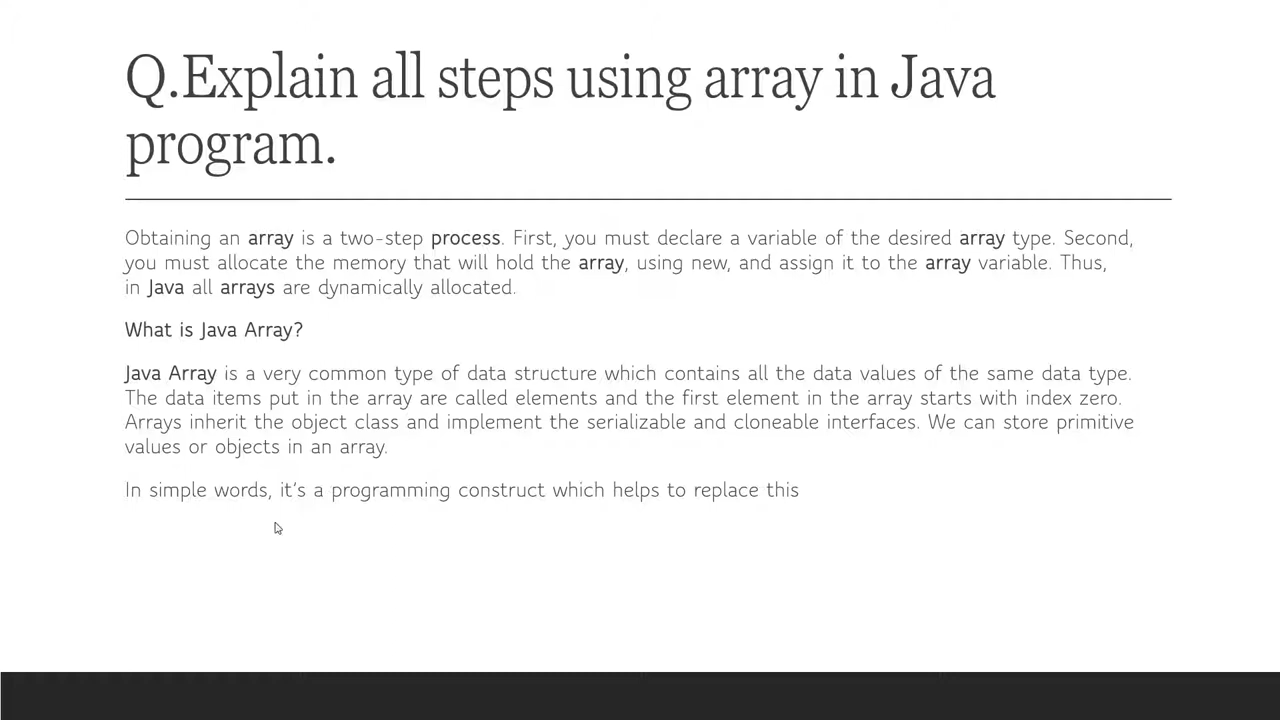 Q.Explain all steps using array in Java
program.
Obtaining an array is a two-step process. First, you must declare a variable of the desired array type. Second,
you must allocate the memory that will hold the array, using new, and assign it to the array variable. Thus,
in Java all arrays are dynamically allocated.
What is Java Array?
Java Array is a very common type of data structure which contains all the data values of the same data type.
The data items put in the array are called elements and the first element in the array starts with index zero.
Arrays inherit the object class and implement the serializable and cloneable interfaces. We can store primitive
values or objects in an array.
In simple words, it's a programming construct which helps to replace this